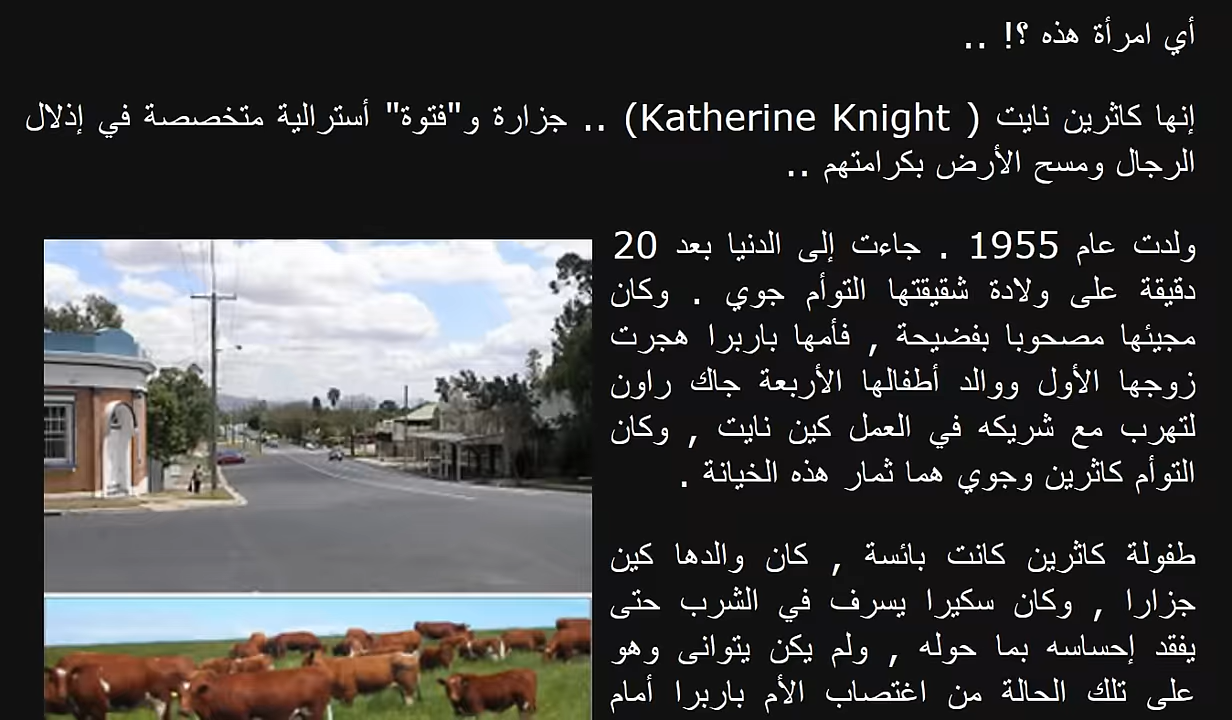 أي امرأة هذه ؟! ..
إنها كاثرين نايت ( Katherine Knight) .. جزارة و"فتوة" أسترالية متخصصة في إذلال
الرجال ومسح الأرض بكرامتهم ..
ولدت عام 1955 . جاءت إلى الدنيا بعد 20
دقيقة على ولادة شقيقتها التوأم جوي . وكان
مجيئها مصحوبا بفضيحة , فأمها باربرا هجرت
زوجها الأول ووالد أطفالها الأربعة جاك راون
لتهرب مع شريكه في العمل كين نايت , وكان
التوأم كاثرين وجوي هما ثمار هذه الخيانة .
طفولة كاثرين كانت بائسة , كان والدها كين
جزارا , وكان سكيرا يسرف في الشرب حتى
يفقد إحساسه بما حوله , ولم يكن يتوانى وهو
على تلك الحالة من اغتصاب الأم باربرا أمام